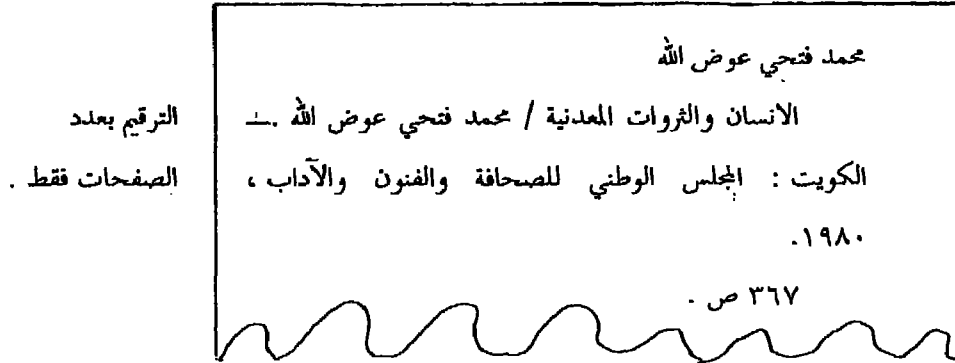 محمد فتحي عوض الله
الانسان والثروات المعدنية / محمد فتحي عوض الله .ــ
الكويت : المجلس الوطني للصحافة والفنون والآداب ،
١٩٨٠.
٣٦٧ ص .
الترقيم بعدد
الصفحات فقط .